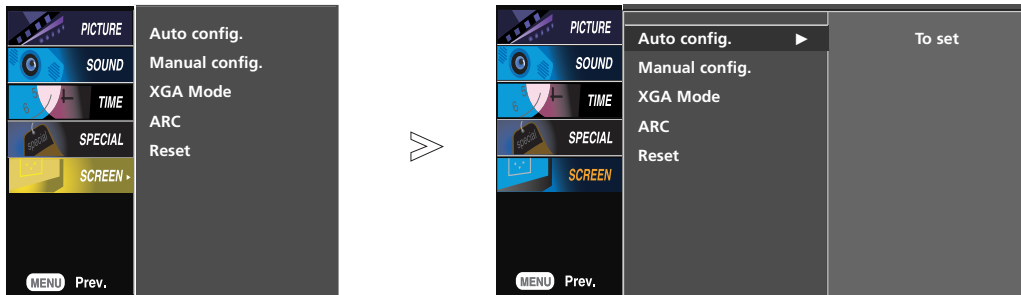 PICTURE
SOUND
TIME
SPECIAL
SCREEN
Auto config.
Manual config.
XGA Mode
ARC
Reset
MENU Prev.
PICTURE
SOUND
TIME
SPECIAL
SCREEN
Auto config. ▶ To set
Manual config.
XGA Mode
ARC
Reset
MENU Prev.